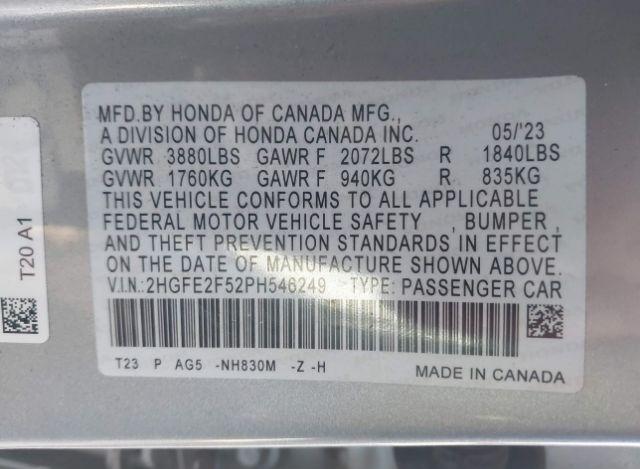 MFD.BY HONDA OF CANADA MFG.,
A DIVISION OF HONDA CANADA INC. 05/'23
GVWR 3880LBS GAWR F 2072LBS R 1840LBS
GVWR 1760KG GAWR F 940KG R 835KG
THIS VEHICLE CONFORMS TO ALL APPLICABLE
FEDERAL MOTOR VEHICLE SAFETY , BUMPER ,
AND THEFT PREVENTION STANDARDS IN EFFECT
ON THE DATE OF MANUFACTURE SHOWN ABOVE.
V.I.N.:2HGFE2F52PH546249 TYPE: PASSENGER CAR
T23 P AG5 -NH830M -Z -H
MADE IN CANADA
T20 A1